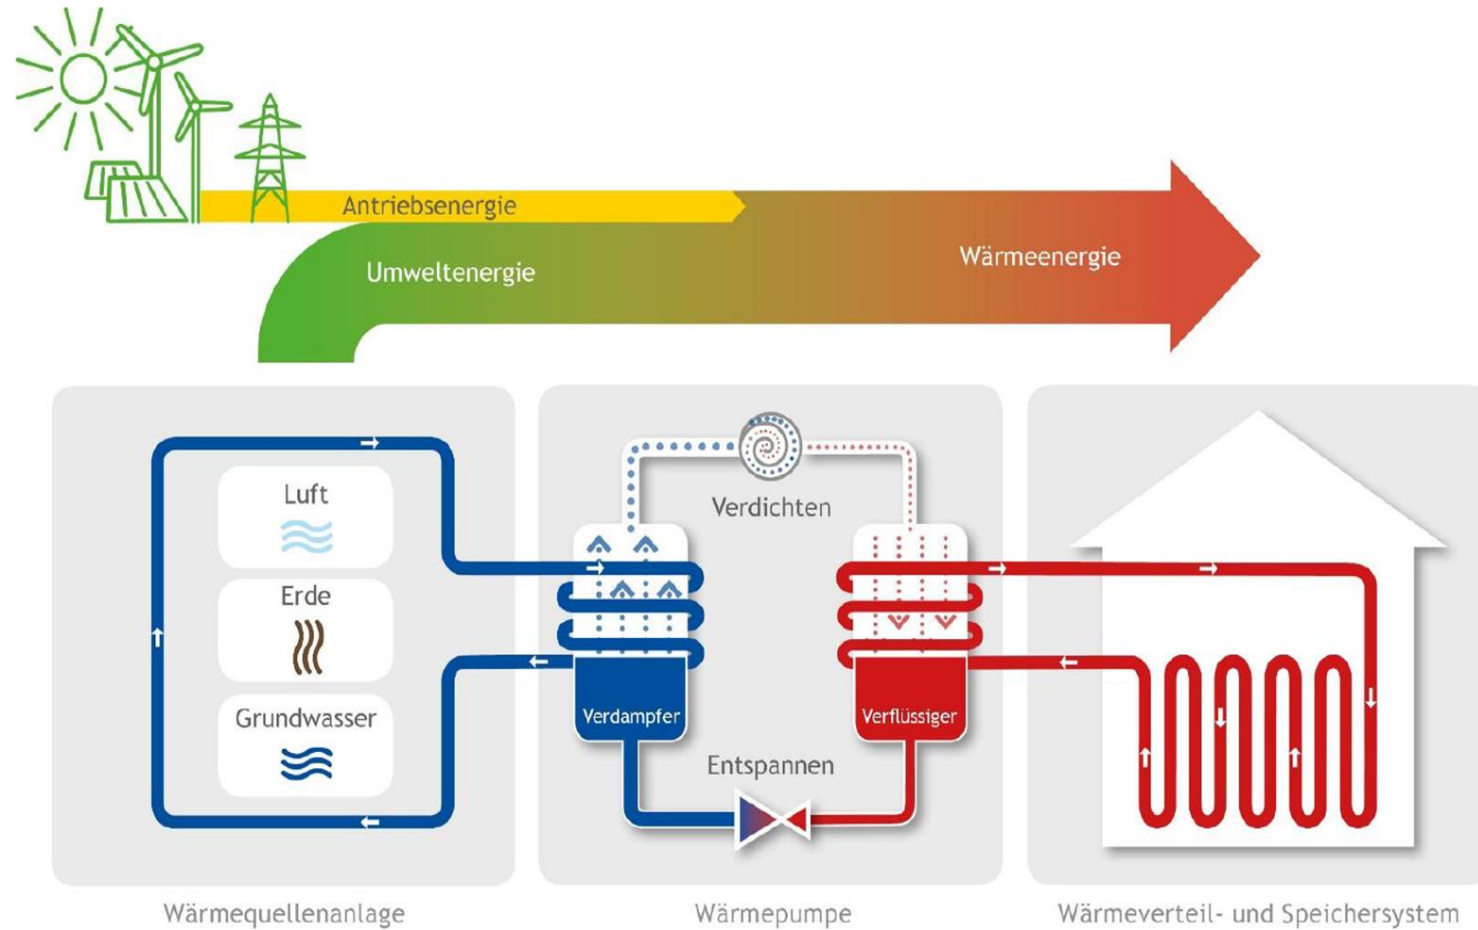 Antriebsenergie
Umweltenergie
Wärmeenergie
Luft
Erde
Grundwasser
Verdichten
Verdampfer
Verflüssiger
Entspannen
Wärmequellenanlage
Wärmepumpe
Wärmeverteil- und Speichersystem